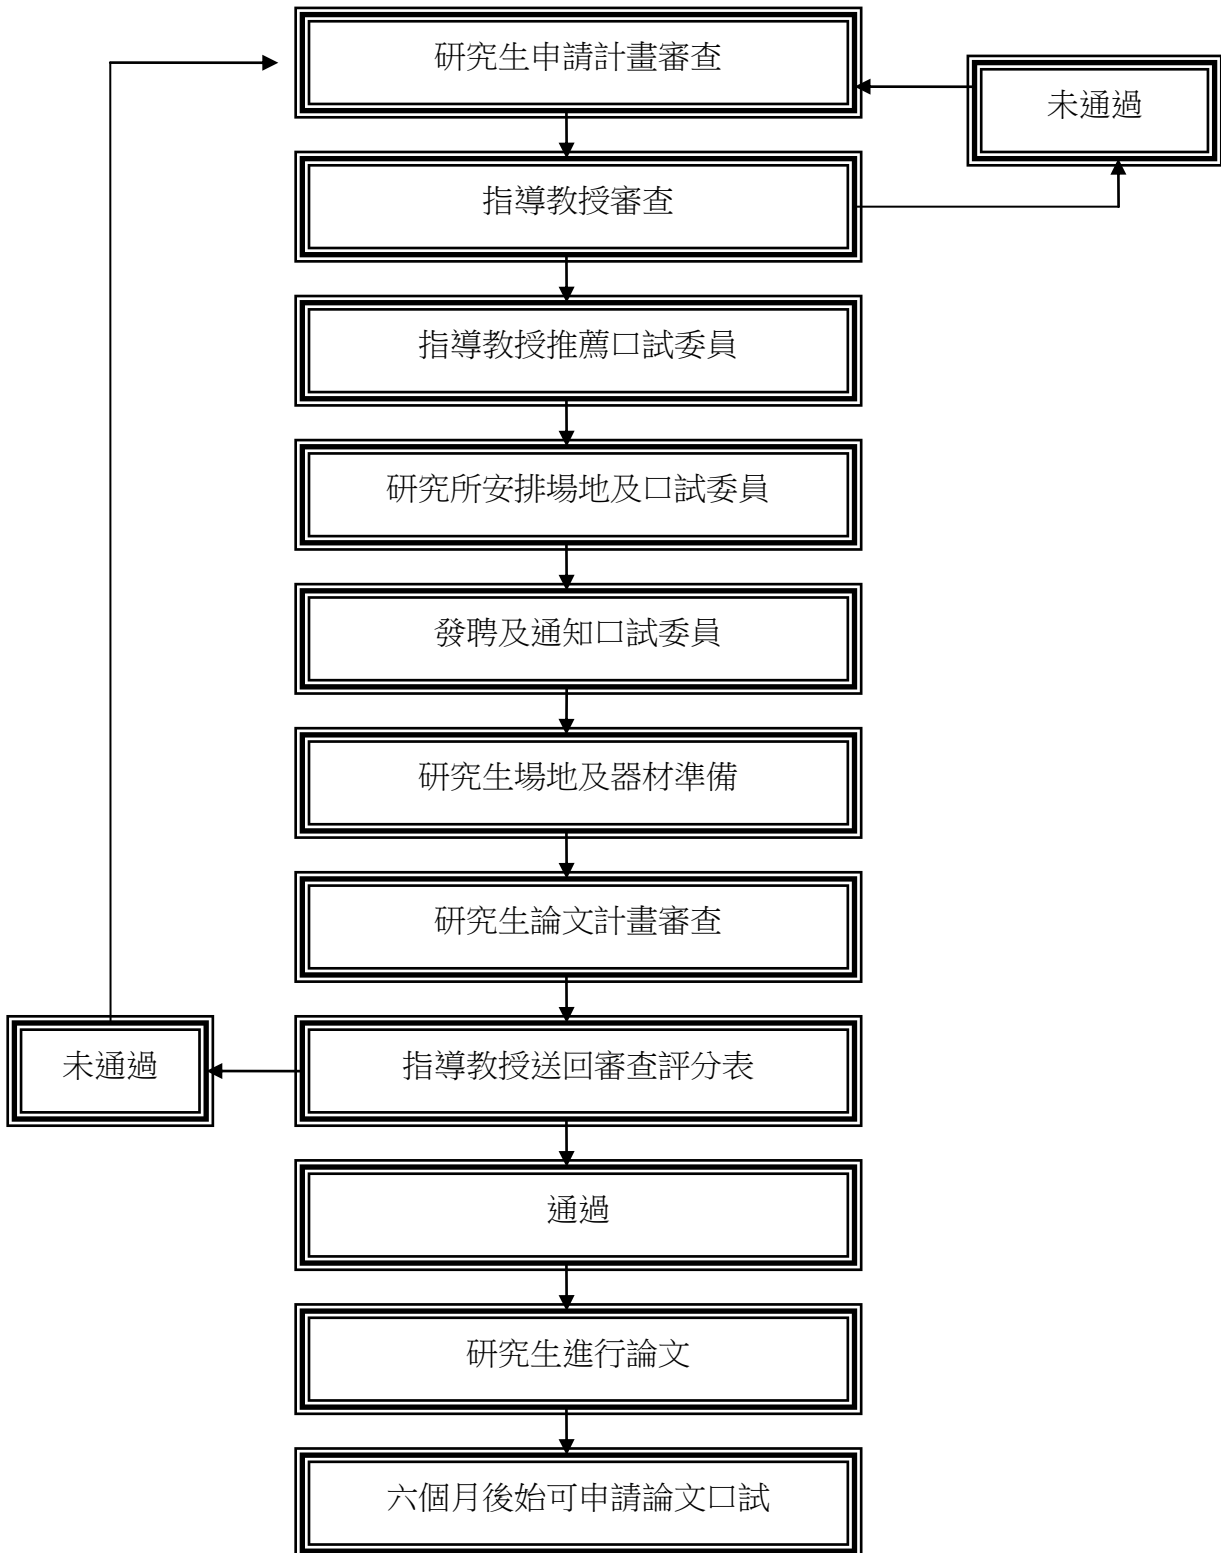 研究生申請計畫審查
未通過
指導教授審查
指導教授推薦口試委員
研究所安排場地及口試委員
發聘及通知口試委員
研究生場地及器材準備
研究生論文計畫審查
未通過
指導教授送回審查評分表
通過
研究生進行論文
六個月後始可申請論文口試